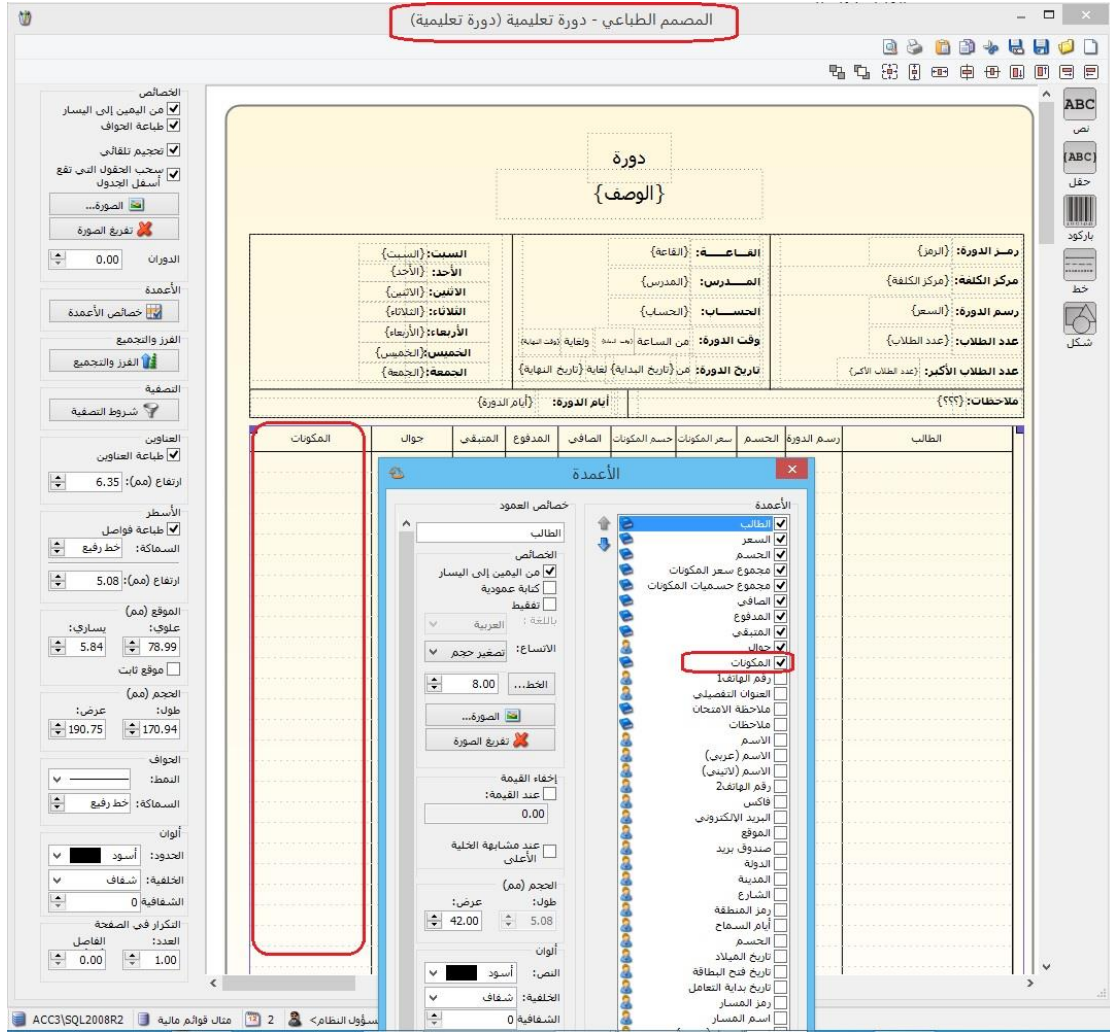 المصمم الطباعي - دورة تعليمية (دورة تعليمية)
ABC
نص
{ABC}
حقل
باركود
خط
شكل
دورة
{الوصف}
رمـز الدورة: {الرمز}
مركز الكلفة: {مركز الكلفة}
رسم الدورة: {السعر}
عدد الطلاب: {عدد الطلاب}
عدد الطلاب الأكبر: {عدد الطلاب الأكبر}
القــاعــــة: {القاعة}
المــــدرس: {المدرس}
الحســــاب: {الحساب}
وقت الدورة: من الساعة ولغاية {وقت النهاية}
تاريخ الدورة: من {تاريخ البداية} لغاية {تاريخ النهاية}
السبت: {السبت}
الأحد: {الأحد}
الاثنين: {الاثنين}
الثلاثاء: {الثلاثاء}
الأربعاء: {الأربعاء}
الخميس: {الخميس}
الجمعة: {الجمعة}
ملاحظات: {؟؟؟}
أيام الدورة: {أيام الدورة}
الطالب رسم الدورة الحسم سعر المكونات حسم المكونات الصافي المدفوع المتبقي جوال المكونات
الأعمدة
الأعمدة
الطالب
السعر
الحسم
مجموع سعر المكونات
مجموع حسميات المكونات
الصافي
المدفوع
المتبقي
جوال
المكونات
رقم الهاتف1
العنوان التفصيلي
ملاحظة الامتحان
ملاحظات
الاسم
الاسم (عربي)
الاسم (لاتيني)
رقم الهاتف2
فاكس
البريد الإلكتروني
الموقع
صندوق بريد
الدولة
المدينة
الشارع
رمز المنطقة
أيام السماح
الحسم
تاريخ الميلاد
تاريخ فتح البطاقة
تاريخ بداية التعامل
رمز المسار
اسم المسار
خصائص العمود
الطالب
الخصائص
من اليمين إلى اليسار
كتابة عمودية
تفقيط
باللغة : العربية
الاتساع: تصغير حجم
الخط... 8.00
الصورة...
تفريغ الصورة
إخفاء القيمة
عند القيمة:
0.00
عند مشابهة الخلية
الأعلى
الحجم (مم)
طول: عرض:
5.08 42.00
ألوان
النص: أسود
الخلفية: شفاف
الشفافية 0
الخصائص
من اليمين إلى اليسار
طباعة الحواف
تحجيم تلقائي
سحب الحقول التي تقع
أسفل الجدول
الصورة...
تفريغ الصورة
الدوران 0.00
الأعمدة
خصائص الأعمدة
الفرز والتجميع
الفرز والتجميع
التصفية
شروط التصفية
العناوين
طباعة العناوين
ارتفاع (مم): 6.35
الأسطر
طباعة فواصل
السماكة: خط رفيع
ارتفاع (مم): 5.08
الموقع (مم)
علوي: يساري:
78.99 5.84
موقع ثابت
الحجم (مم)
طول: عرض:
170.94 190.75
الحواف
النمط:
السماكة: خط رفيع
ألوان
الحدود: أسود
الخلفية: شفاف
الشفافية 0
التكرار في الصفحة
العدد: الفاصل
1.00 0.00
ACC3\SQL2008R2 مثال قوائم مالية 2 <سؤول النظام